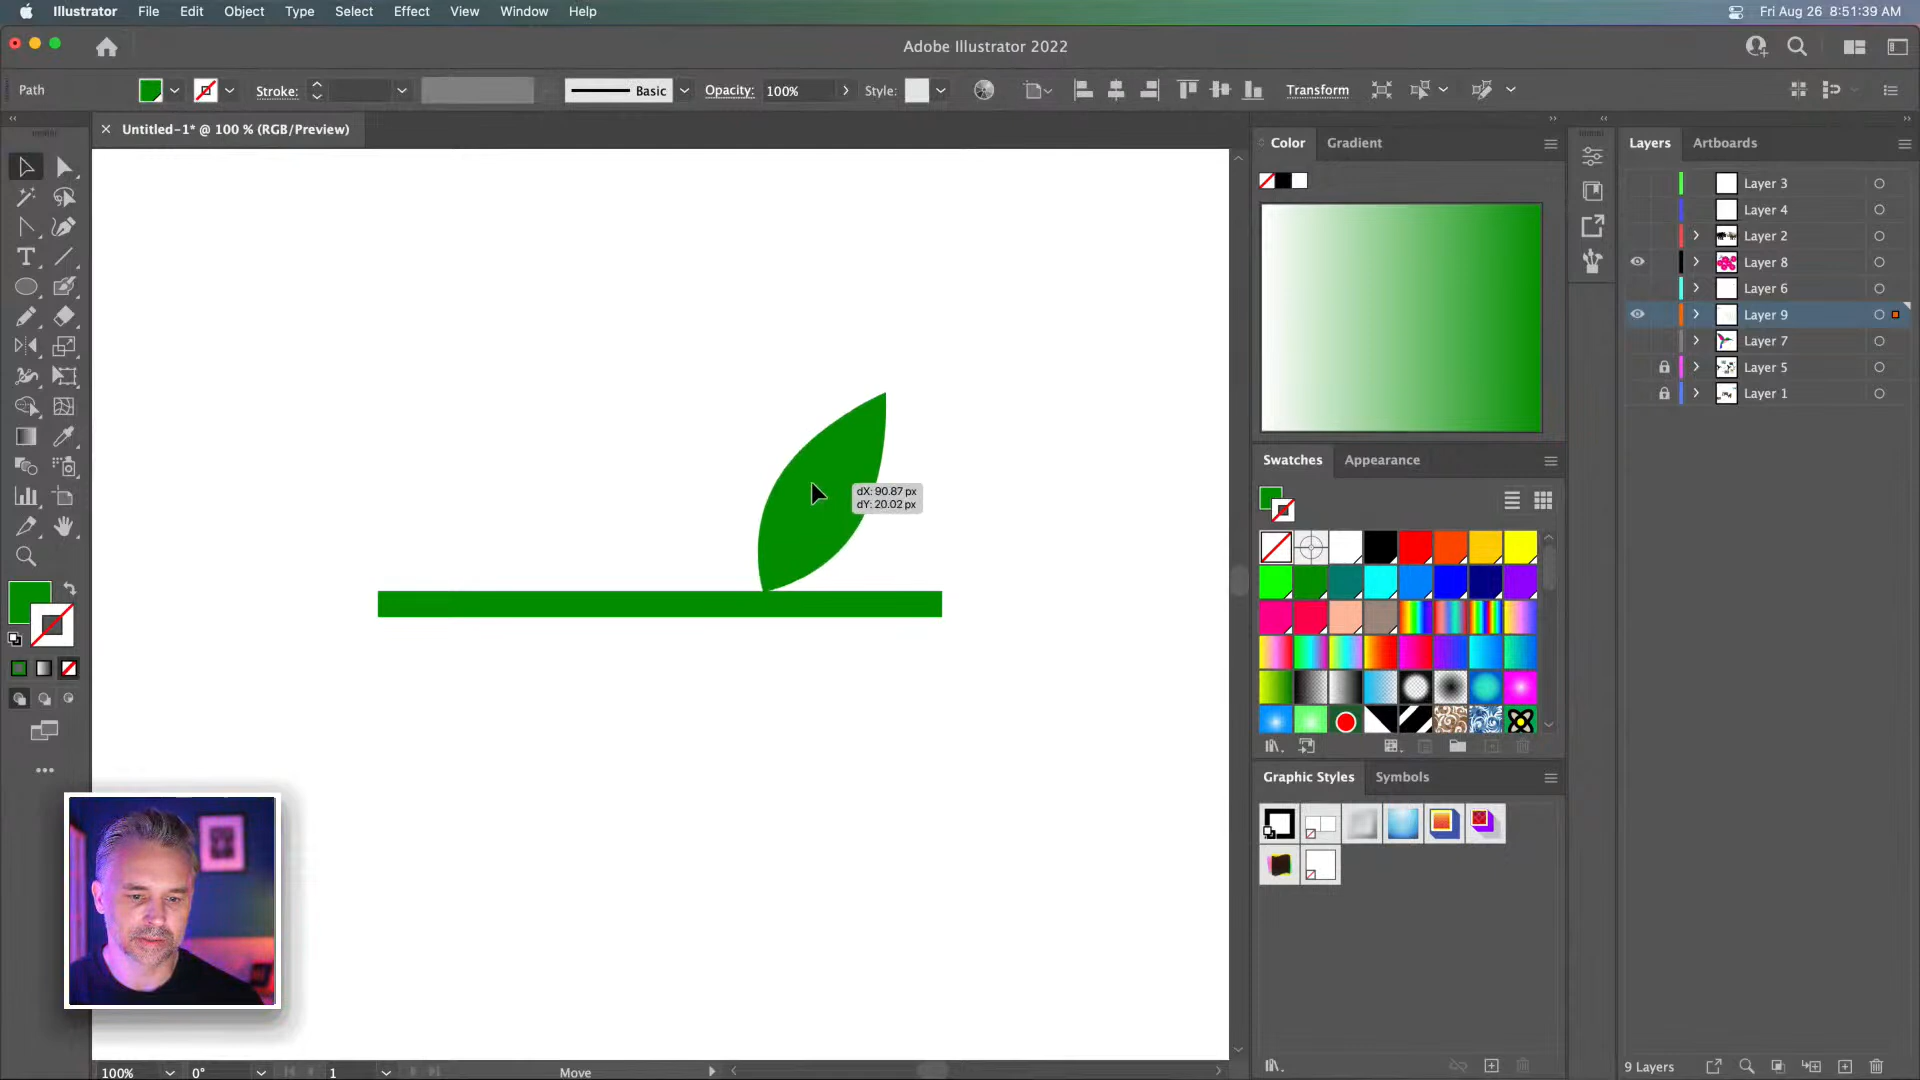 Illustrator File Edit Object Type Select Effect View Window Help Fri Aug 26 8:51:39 AM
Adobe Illustrator 2022
Path Stroke: Basic Opacity: 100% Style: Transform
Untitled-1* @ 100 % (RGB/Preview)
Color Gradient
Layers Artboards
Layer 3
Layer 4
Layer 2
Layer 8
Layer 6
Layer 9
Layer 7
Layer 5
Layer 1
dX: 90.87 px
dY: 20.02 px
Swatches Appearance
Graphic Styles Symbols
100% 0° 1 Move
9 Layers